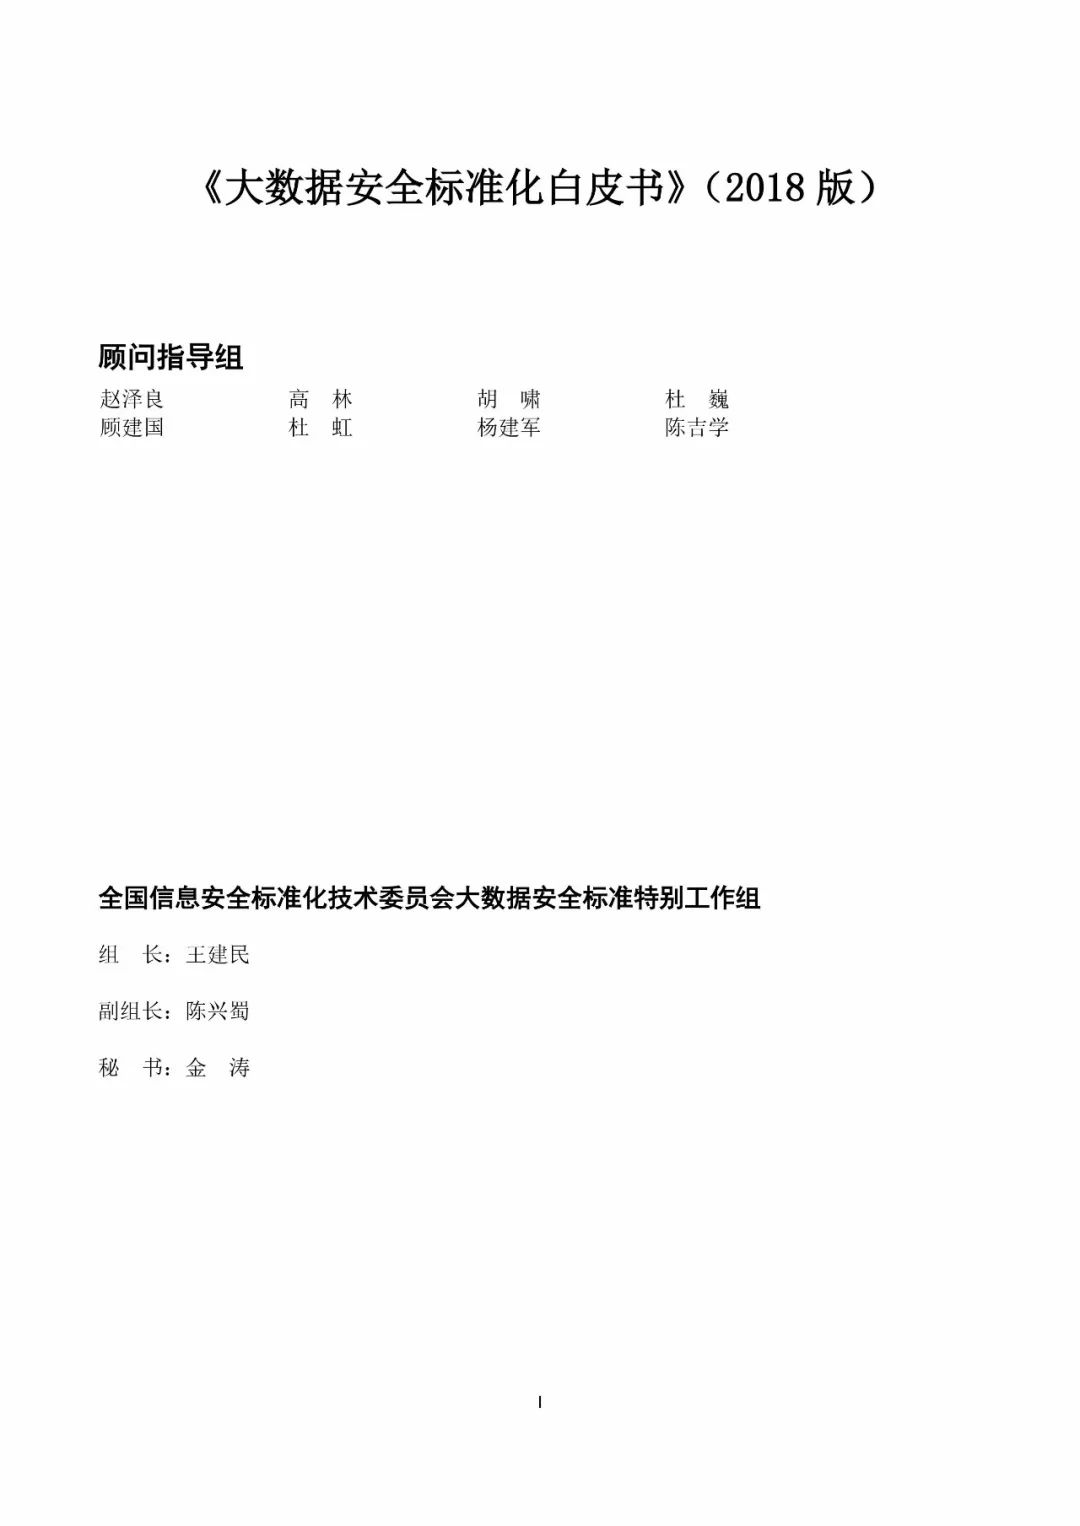 《大数据安全标准化白皮书》（2018 版）
顾问指导组
赵泽良 高　林 胡　啸 杜　巍
顾建国 杜　虹 杨建军 陈吉学
全国信息安全标准化技术委员会大数据安全标准特别工作组
组　长：王建民
副组长：陈兴蜀
秘　书：金　涛
I